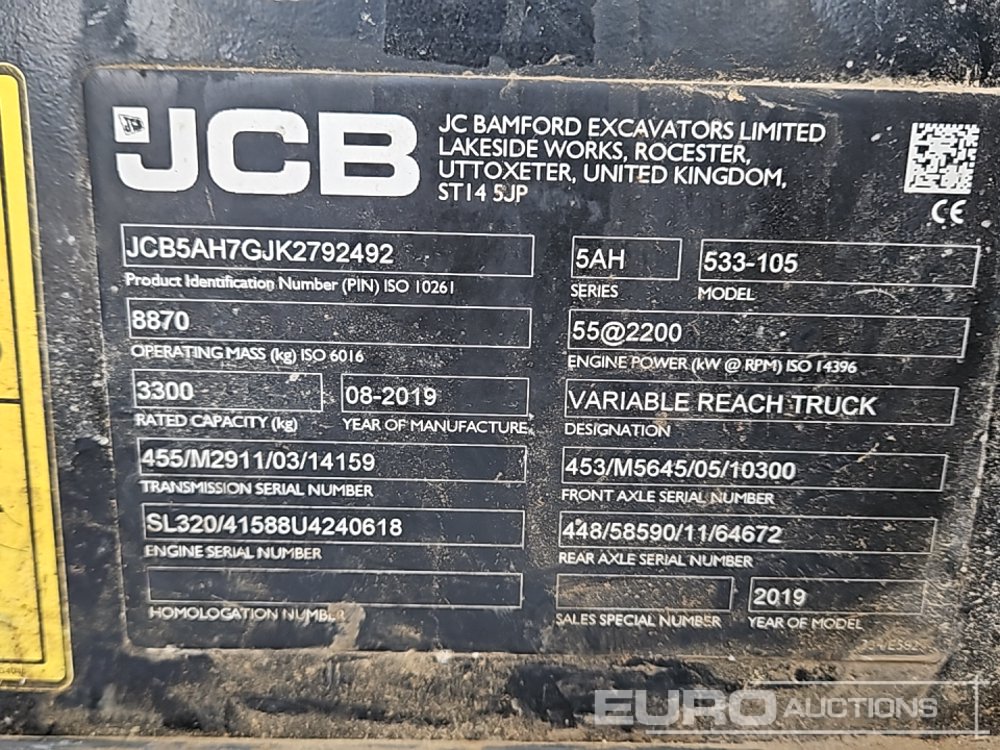 JCB
JC BAMFORD EXCAVATORS LIMITED
LAKESIDE WORKS, ROCESTER,
UTTOXETER, UNITED KINGDOM,
ST14 5JP
CE
JCB5AH7GJK2792492
Product Identification Number (PIN) ISO 10261
5AH
SERIES
533-105
MODEL
8870
OPERATING MASS (kg) ISO 6016
55@2200
ENGINE POWER (kW @ RPM) ISO 14396
3300
RATED CAPACITY (kg)
08-2019
YEAR OF MANUFACTURE
VARIABLE REACH TRUCK
DESIGNATION
455/M2911/03/14159
TRANSMISSION SERIAL NUMBER
453/M5645/05/10300
FRONT AXLE SERIAL NUMBER
SL320/41588U4240618
ENGINE SERIAL NUMBER
448/58590/11/64672
REAR AXLE SERIAL NUMBER
HOMOLOGATION NUMBER
SALES SPECIAL NUMBER
2019
YEAR OF MODEL
EURO AUCTIONS